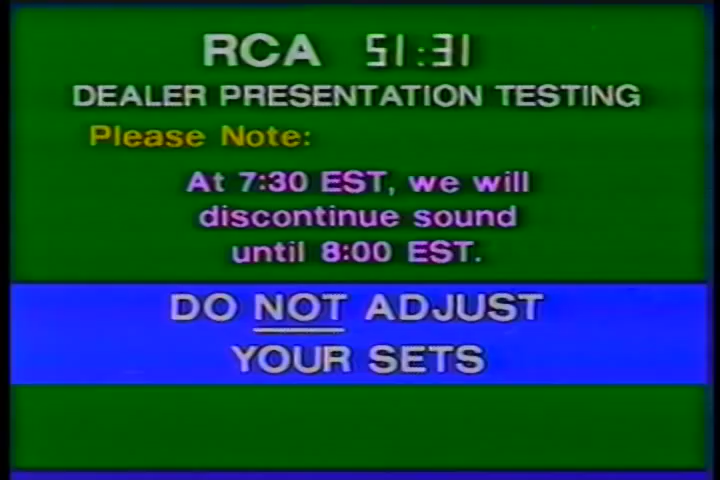 RCA 51:31
DEALER PRESENTATION TESTING
Please Note:
At 7:30 EST, we will
discontinue sound
until 8:00 EST.
DO NOT ADJUST
YOUR SETS